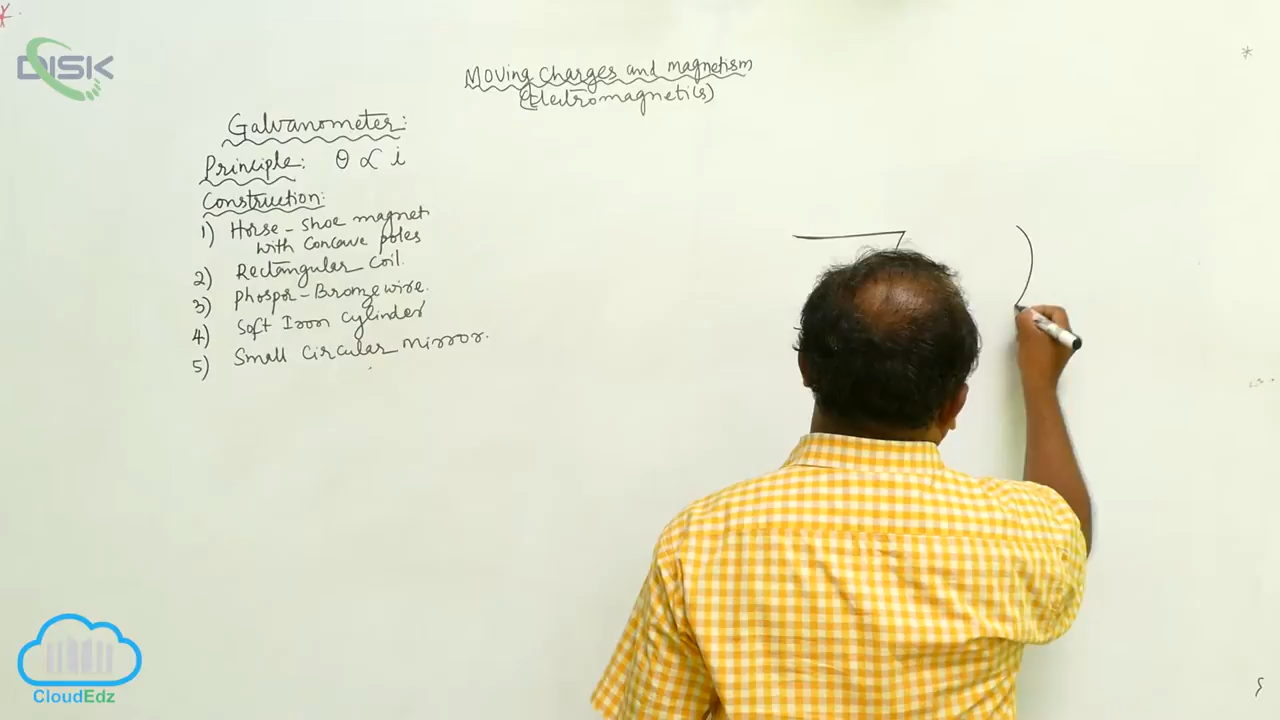 DISK
Moving charges and magnetism
(Electromagnetics)
Galvanometer:
Principle: θ ∝ i
Construction:
1) Horse-shoe magnet
with concave poles
2) Rectangular coil.
3) phospor-Bronze wire.
4) Soft Iron cylinder
5) Small circular mirror.
CloudEdz